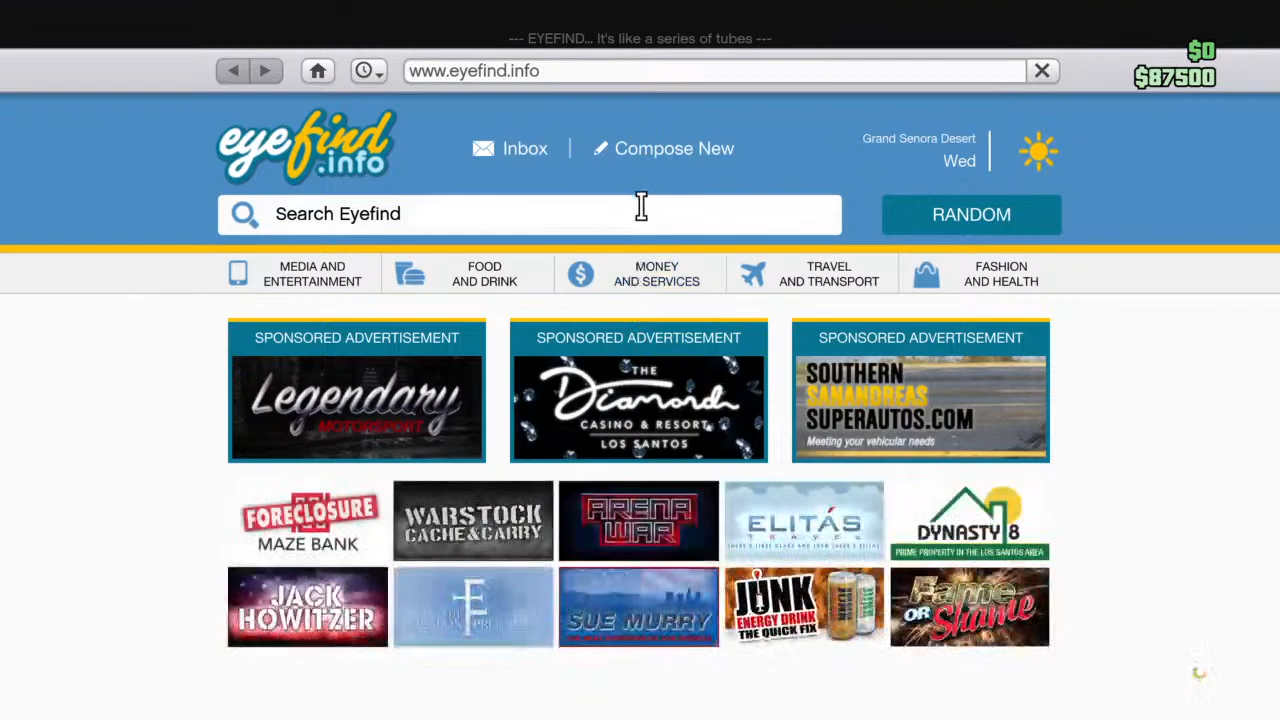 --- EYEFIND... It's like a series of tubes ---
$0
www.eyefind.info
$87500
eyefind
.info
Inbox
Compose New
Grand Senora Desert
Wed
Search Eyefind
RANDOM
MEDIA AND
ENTERTAINMENT
FOOD
AND DRINK
MONEY
AND SERVICES
TRAVEL
AND TRANSPORT
FASHION
AND HEALTH
SPONSORED ADVERTISEMENT
Legendary
MOTORSPORT
SPONSORED ADVERTISEMENT
THE
Diamond
CASINO & RESORT
LOS SANTOS
SPONSORED ADVERTISEMENT
SOUTHERN
SANANDREAS
SUPERAUTOS.COM
Meeting your vehicular needs
FORECLOSURE
MAZE BANK
WARSTOCK
CACHE&CARRY
ARENA
WAR
ELITÁS
TRAVEL
DYNASTY 8
PRIME PROPERTY IN THE LOS SANTOS AREA
JACK
HOWITZER
SUE MURRY
JUNK
ENERGY DRINK
THE QUICK FIX
Fame
OR Shame